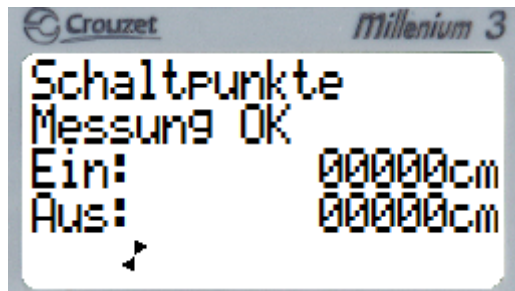 Crouzet Millenium 3
Schaltpunkte
Messung OK
Ein: 00000cm
Aus: 00000cm